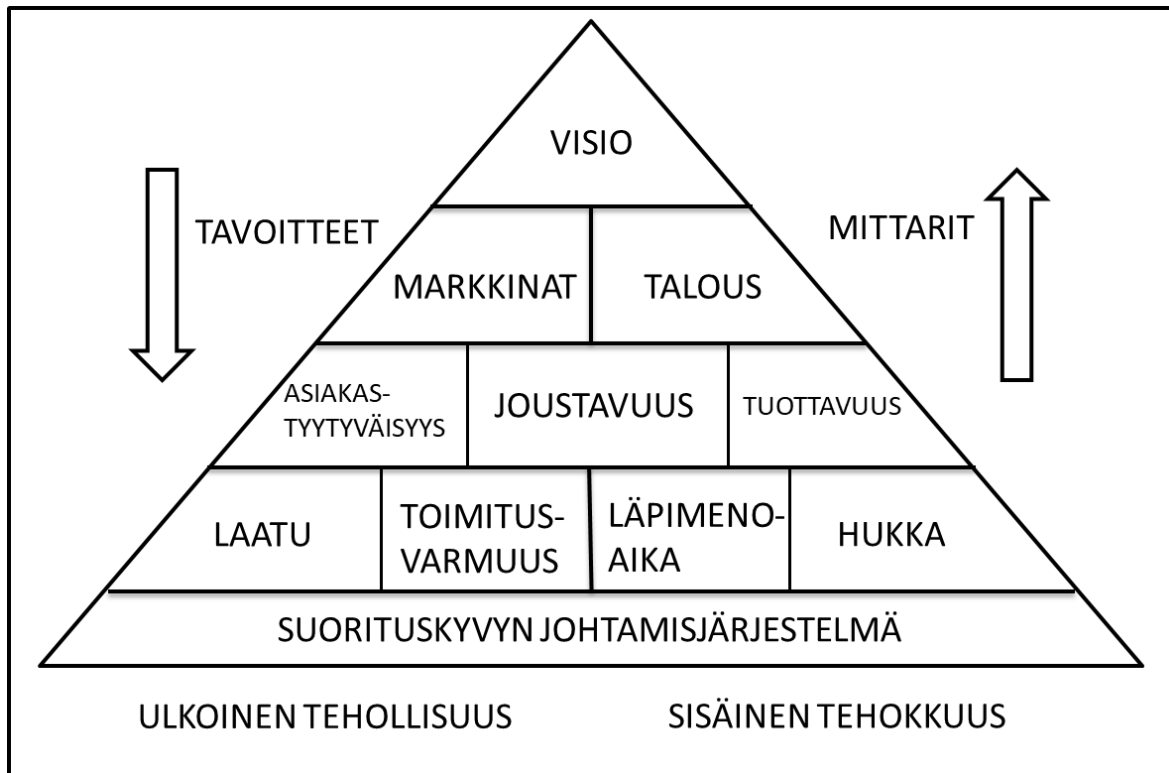 VISIO
TAVOITTEET
MITTARIT
MARKKINAT
TALOUS
ASIAKAS-
TYYTYVÄISYYS
JOUSTAVUUS
TUOTTAVUUS
LAATU
TOIMITUS-
VARMUUS
LÄPIMENO-
AIKA
HUKKA
SUORITUSKYVYN JOHTAMISJÄRJESTELMÄ
ULKOINEN TEHOLLISUUS
SISÄINEN TEHOKKUUS